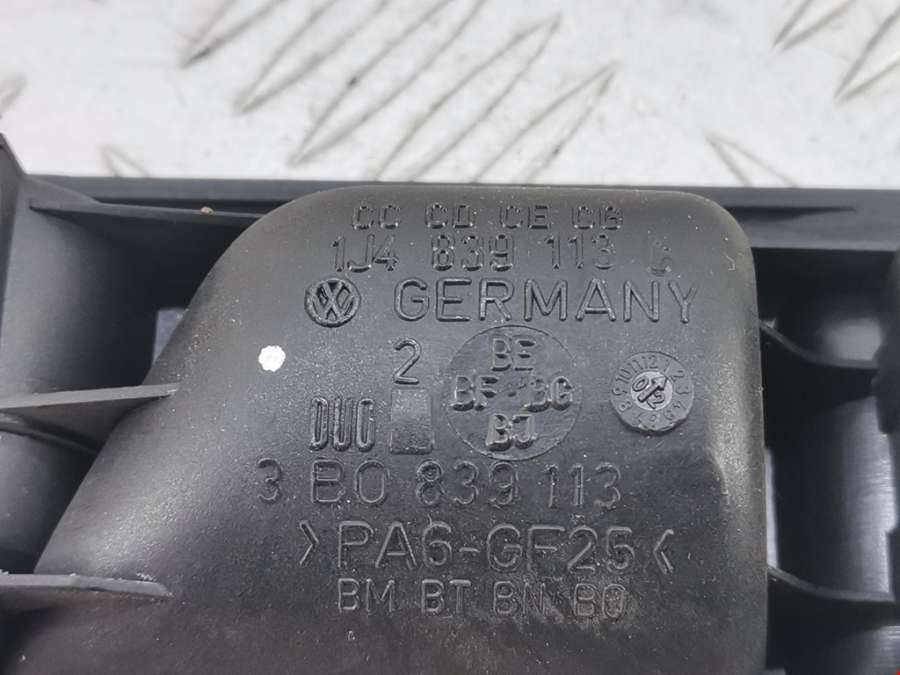 CC CD CE CG
1J4 839 113 C
VW GERMANY
2
BE
BF BG
BJ
3 B0 839 113
>PA6-GF25<
BM BT BN BO